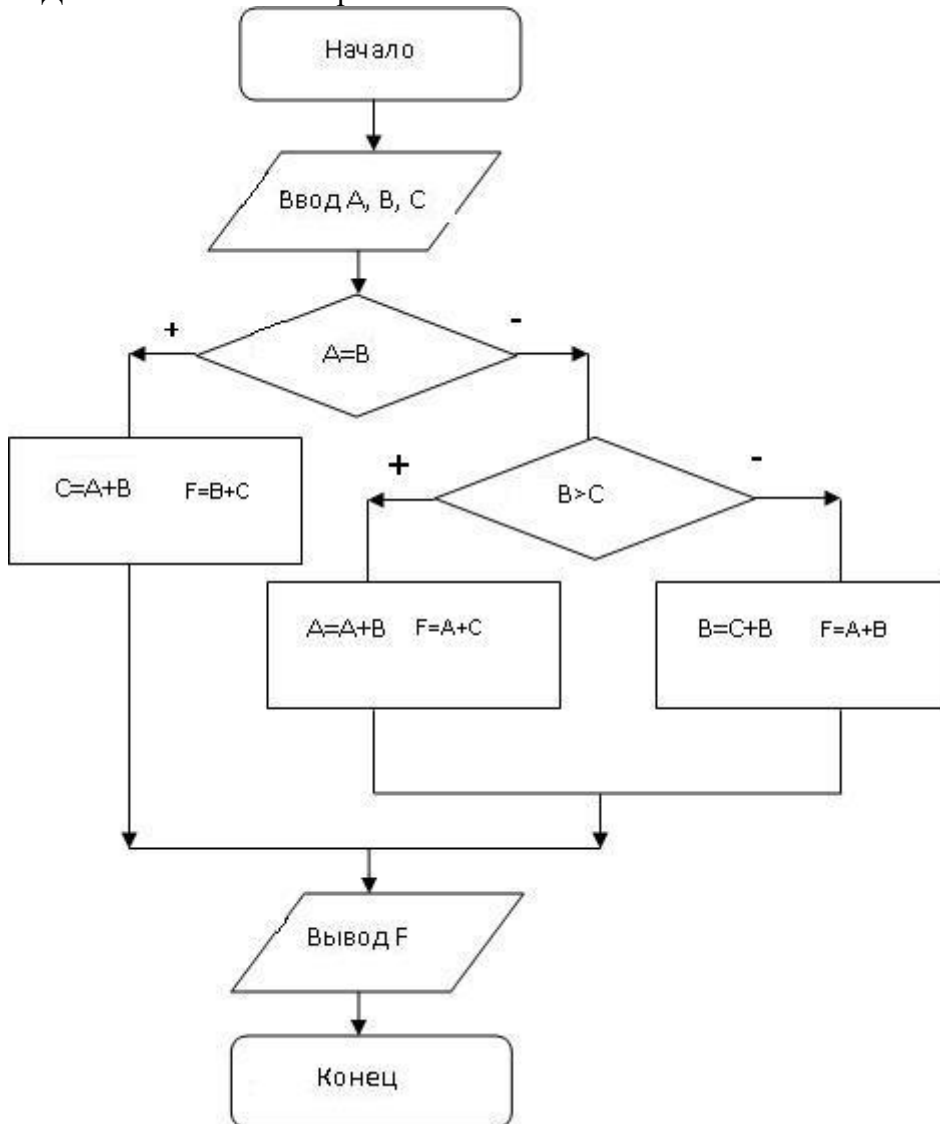 Начало
Ввод A, B, C
+
-
A=B
C=A+B F=B+C
+
-
B>C
A=A+B F=A+C
B=C+B F=A+B
Вывод F
Конец